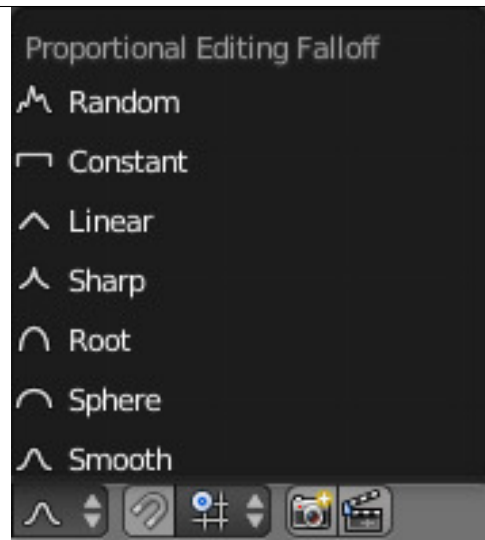 Proportional Editing Falloff
Random
Constant
Linear
Sharp
Root
Sphere
Smooth